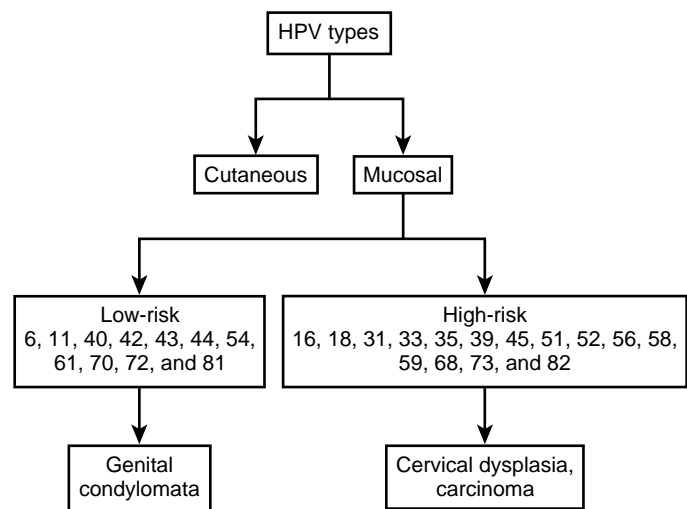 HPV types
Cutaneous
Mucosal
Low-risk
6, 11, 40, 42, 43, 44, 54,
61, 70, 72, and 81
High-risk
16, 18, 31, 33, 35, 39, 45, 51, 52, 56, 58,
59, 68, 73, and 82
Genital
condylomata
Cervical dysplasia,
carcinoma